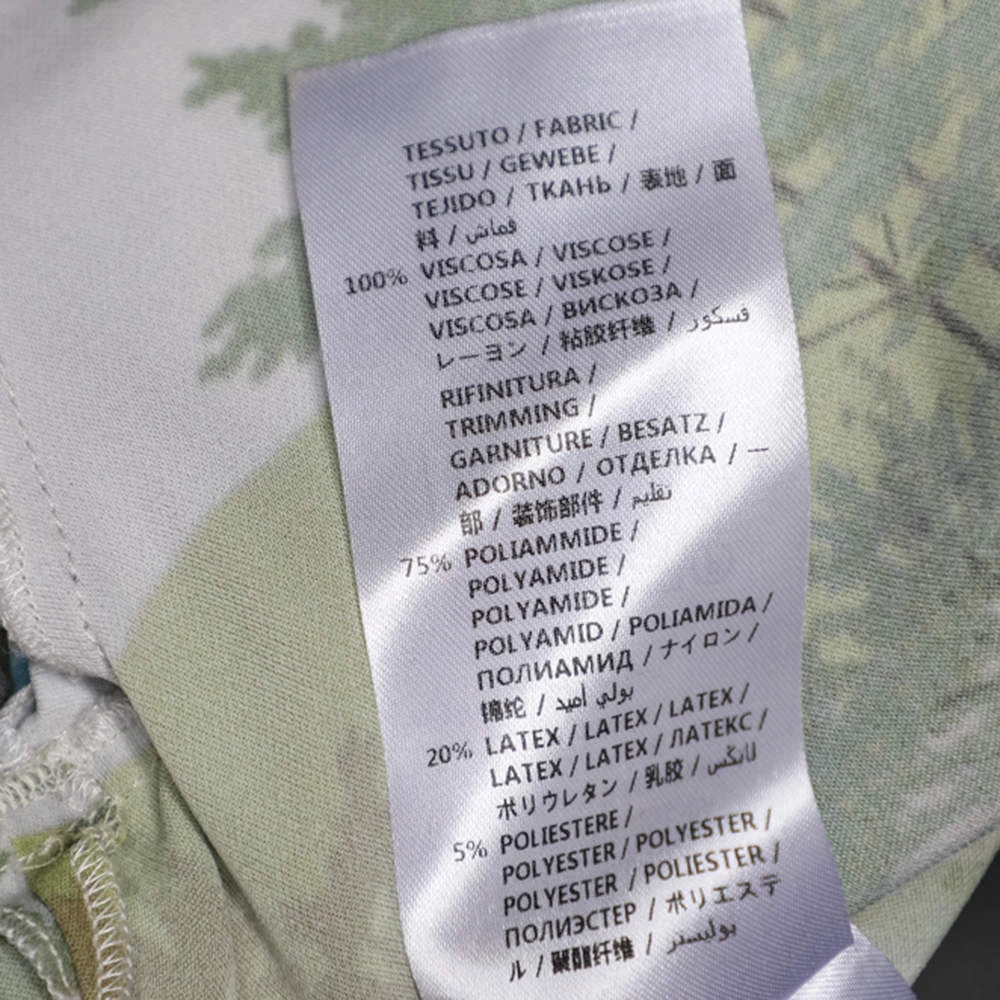 TESSUTO / FABRIC /
TISSU / GEWEBE /
TEJIDO / ТКАНЬ / 表地 / 面
料 / قماش
100% VISCOSA / VISCOSE /
VISCOSE / VISKOSE /
VISCOSA / ВИСКОЗА /
レーヨン / 粘胶纤维 / فسكوز
RIFINITURA /
TRIMMING /
GARNITURE / BESATZ /
ADORNO / ОТДЕЛКА / 一
部 / 装饰部件 / تقليم
75% POLIAMMIDE /
POLYAMIDE /
POLYAMIDE /
POLYAMID / POLIAMIDA /
ПОЛИАМИД / ナイロン /
锦纶 / بولي أميد
20% LATEX / LATEX / LATEX /
LATEX / LATEX / ЛАТЕКС /
ポリウレタン / 乳胶 / لاتكس
5% POLIESTERE /
POLYESTER / POLYESTER /
POLYESTER / POLIESTER /
ПОЛИЭСТЕР / ポリエステ
ル / 聚酯纤维 / بوليستر